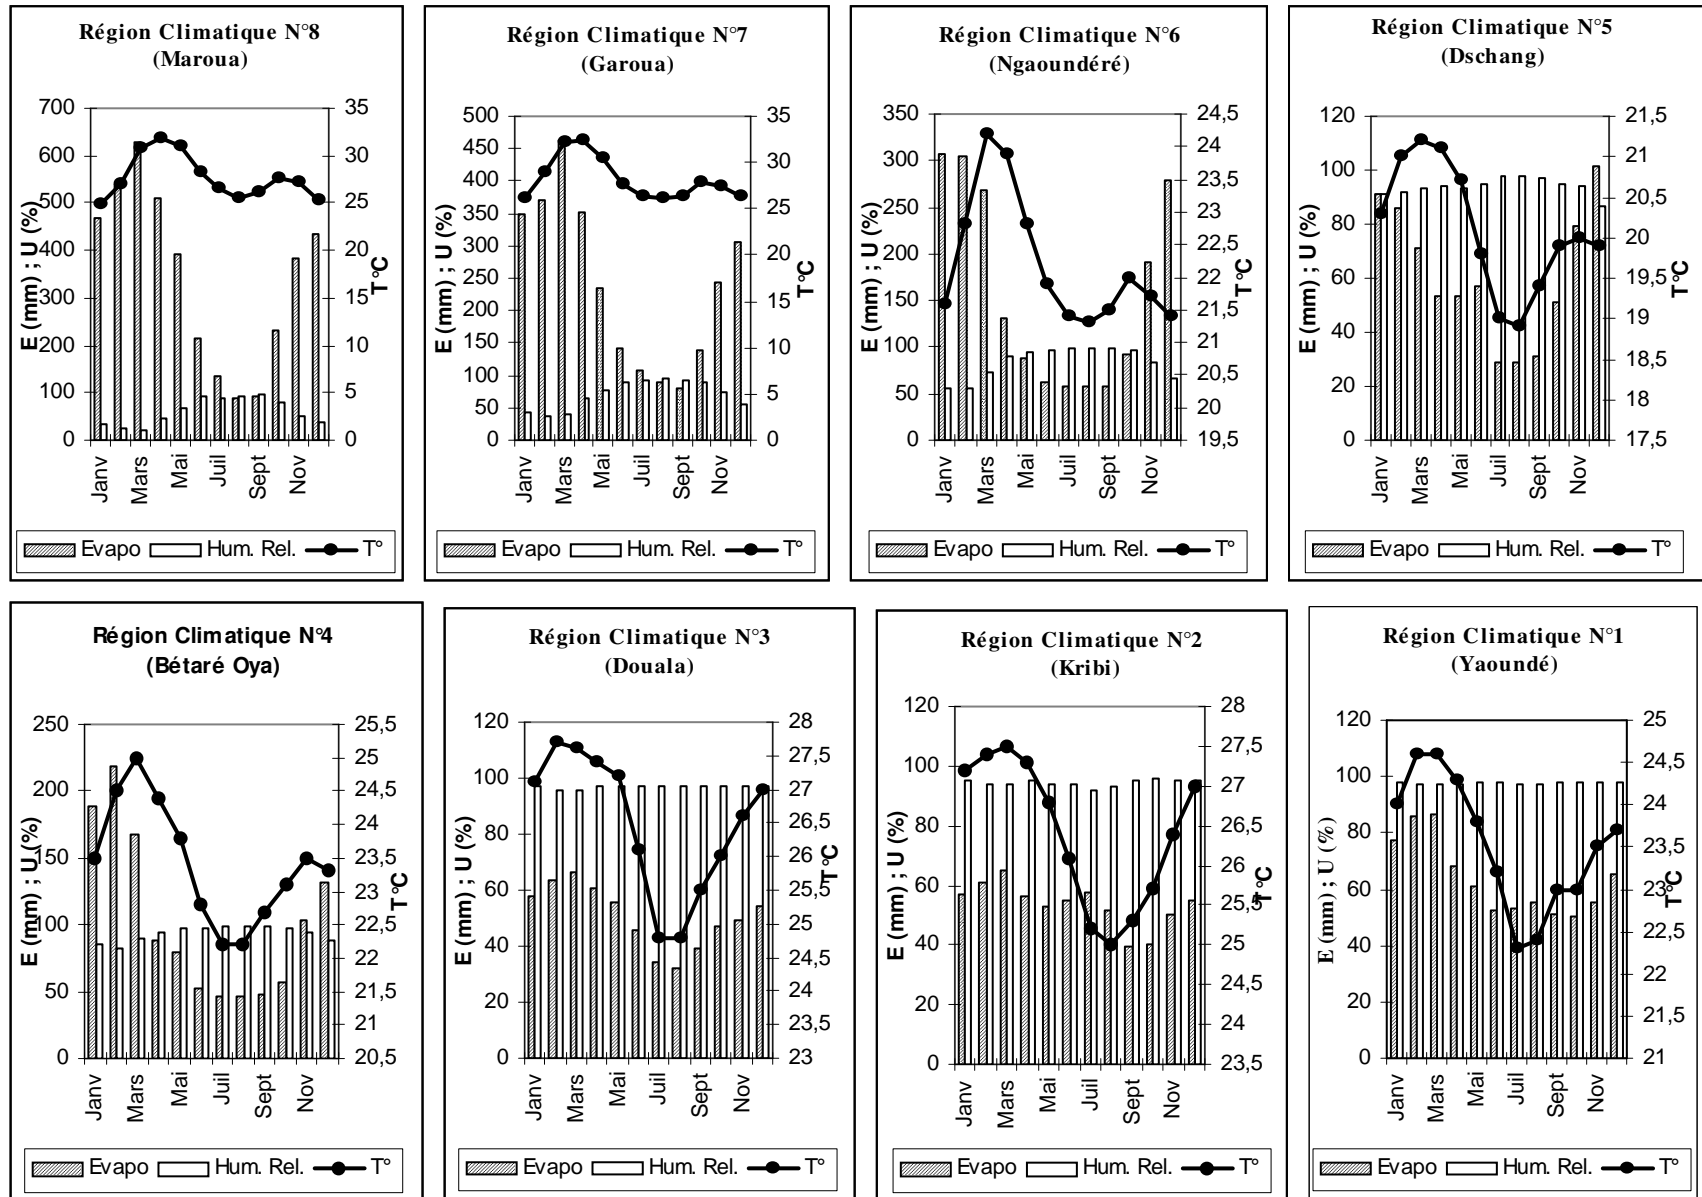 Région Climatique N°8
(Maroua)
700
600
500
400
300
200
100
0
E (mm) ; U (%)
35
30
25
20
15
10
5
0
T°C
Janv
Mars
Mai
Juil
Sept
Nov
Evapo Hum. Rel. T°
Région Climatique N°7
(Garoua)
500
450
400
350
300
250
200
150
100
50
0
E (mm) ; U (%)
35
30
25
20
15
10
5
0
T°C
Janv
Mars
Mai
Juil
Sept
Nov
Evapo Hum. Rel. T°
Région Climatique N°6
(Ngaoundéré)
350
300
250
200
150
100
50
0
E (mm) ; U (%)
24,5
24
23,5
23
22,5
22
21,5
21
20,5
20
19,5
T°C
Janv
Mars
Mai
Juil
Sept
Nov
Evapo Hum. Rel. T°
Région Climatique N°5
(Dschang)
120
100
80
60
40
20
0
E (mm) ; U (%)
21,5
21
20,5
20
19,5
19
18,5
18
17,5
T°C
Janv
Mars
Mai
Juil
Sept
Nov
Evapo Hum. Rel. T°
Région Climatique N°4
(Bétaré Oya)
250
200
150
100
50
0
E (mm) ; U (%)
25,5
25
24,5
24
23,5
23
22,5
22
21,5
21
20,5
T°C
Janv
Mars
Mai
Juil
Sept
Nov
Evapo Hum. Rel. T°
Région Climatique N°3
(Douala)
120
100
80
60
40
20
0
E (mm) ; U (%)
28
27,5
27
26,5
26
25,5
25
24,5
24
23,5
23
T°C
Janv
Mars
Mai
Juil
Sept
Nov
Evapo Hum. Rel. T°
Région Climatique N°2
(Kribi)
120
100
80
60
40
20
0
E (mm) ; U (%)
28
27,5
27
26,5
26
25,5
25
24,5
24
23,5
T°C
Janv
Mars
Mai
Juil
Sept
Nov
Evapo Hum. Rel. T°
Région Climatique N°1
(Yaoundé)
120
100
80
60
40
20
0
E (mm) ; U (%)
25
24,5
24
23,5
23
22,5
22
21,5
21
T°C
Janv
Mars
Mai
Juil
Sept
Nov
Evapo Hum. Rel. T°